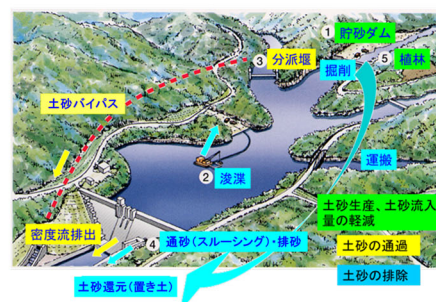 ① 貯砂ダム
③ 分派堰
⑤ 植林
掘削
土砂バイパス
運搬
② 浚渫
土砂生産、土砂流入
量の軽減
密度流排出
④ 通砂(スルーシング)・排砂
土砂の通過
土砂還元(置き土)
土砂の排除